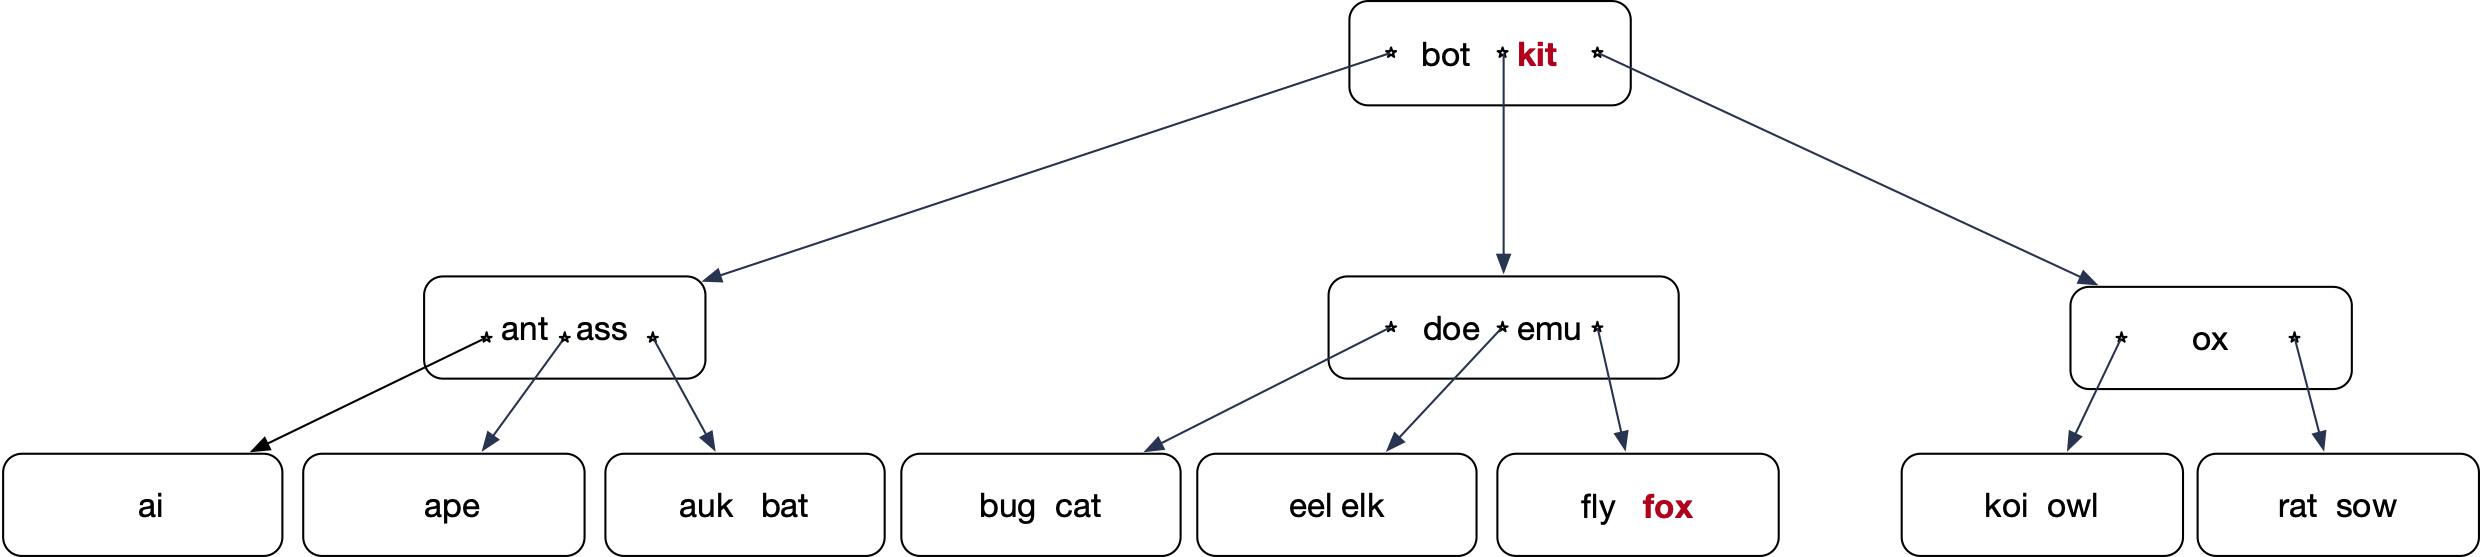 bot kit
ant ass
doe emu
ox
ai
ape
auk bat
bug cat
eel elk
fly fox
koi owl
rat sow